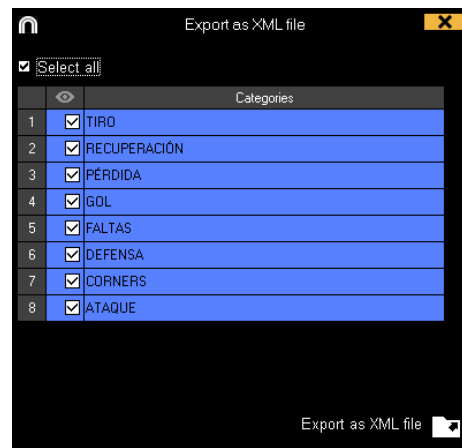 Export as XML file
Select all
Categories
1 TIRO
2 RECUPERACIÓN
3 PÉRDIDA
4 GOL
5 FALTAS
6 DEFENSA
7 CORNERS
8 ATAQUE
Export as XML file